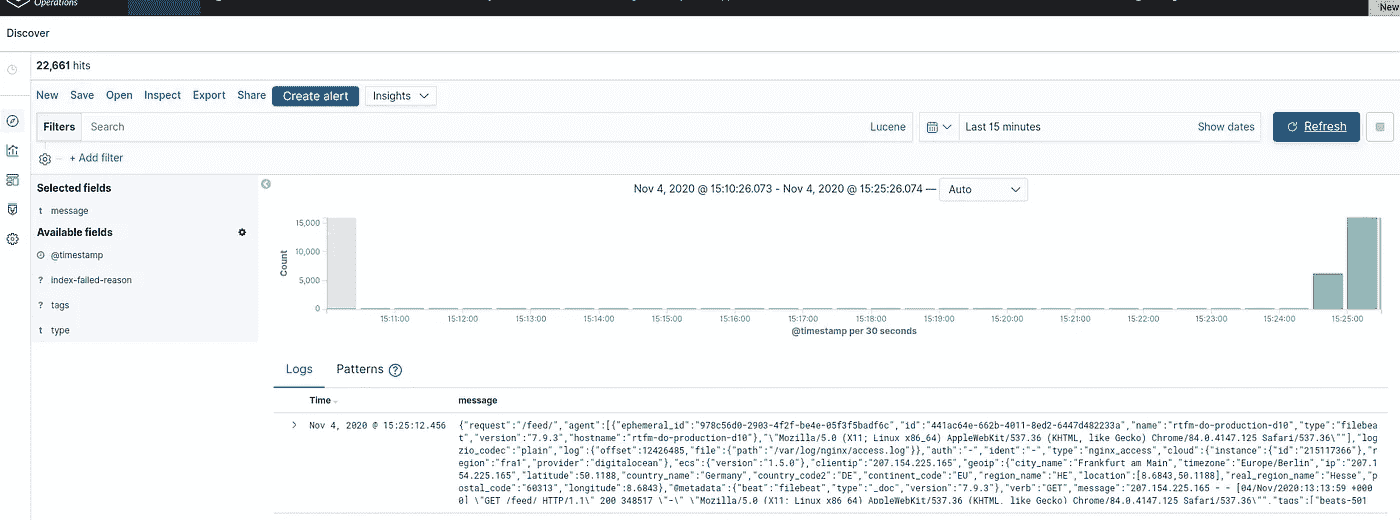 Operations
New
Discover
22,661 hits
New Save Open Inspect Export Share Create alert Insights
Filters Search Lucene Last 15 minutes Show dates Refresh
+ Add filter
Selected fields
t message
Available fields
@timestamp
? index-failed-reason
? tags
t type
Nov 4, 2020 @ 15:10:26.073 - Nov 4, 2020 @ 15:25:26.074 — Auto
Count
15,000
10,000
5,000
0
15:11:00 15:12:00 15:13:00 15:14:00 15:15:00 15:16:00 15:17:00 15:18:00 15:19:00 15:20:00 15:21:00 15:22:00 15:23:00 15:24:00 15:25:00
@timestamp per 30 seconds
Logs Patterns ?
Time message
Nov 4, 2020 @ 15:25:12.456 {"request":"/feed/","agent":[{"ephemeral_id":"978c56d0-2903-4f2f-be4e-05f3f5badf6c","id":"441ac64e-662b-4011-8ed2-6447d482233a","name":"rtfm-do-production-d10","type":"filebe
at","version":"7.9.3","hostname":"rtfm-do-production-d10"},"\"Mozilla/5.0 (X11; Linux x86_64) AppleWebKit/537.36 (KHTML, like Gecko) Chrome/84.0.4147.125 Safari/537.36\""],"log
zio_codec":"plain","log":{"offset":12426485,"file":{"path":"/var/log/nginx/access.log"}},"auth":"-","ident":"-","type":"nginx_access","cloud":{"instance":{"id":"215117366"},"r
egion":"fra1","provider":"digitalocean"},"ecs":{"version":"1.5.0"},"clientip":"207.154.225.165","geoip":{"city_name":"Frankfurt am Main","timezone":"Europe/Berlin","ip":"207.1
54.225.165","latitude":50.1188,"country_name":"Germany","country_code2":"DE","continent_code":"EU","region_name":"HE","location":[8.6843,50.1188],"real_region_name":"Hesse","p
ostal_code":"60313","longitude":8.6843},"@metadata":{"beat":"filebeat","type":"_doc","version":"7.9.3"},"verb":"GET","message":"207.154.225.165 - - [04/Nov/2020:13:13:59 +000
0] \"GET /feed/ HTTP/1.1\" 200 348517 \"-\" \"Mozilla/5.0 (X11; Linux x86_64) AppleWebKit/537.36 (KHTML, like Gecko) Chrome/84.0.4147.125 Safari/537.36\"","tags":["beats-501